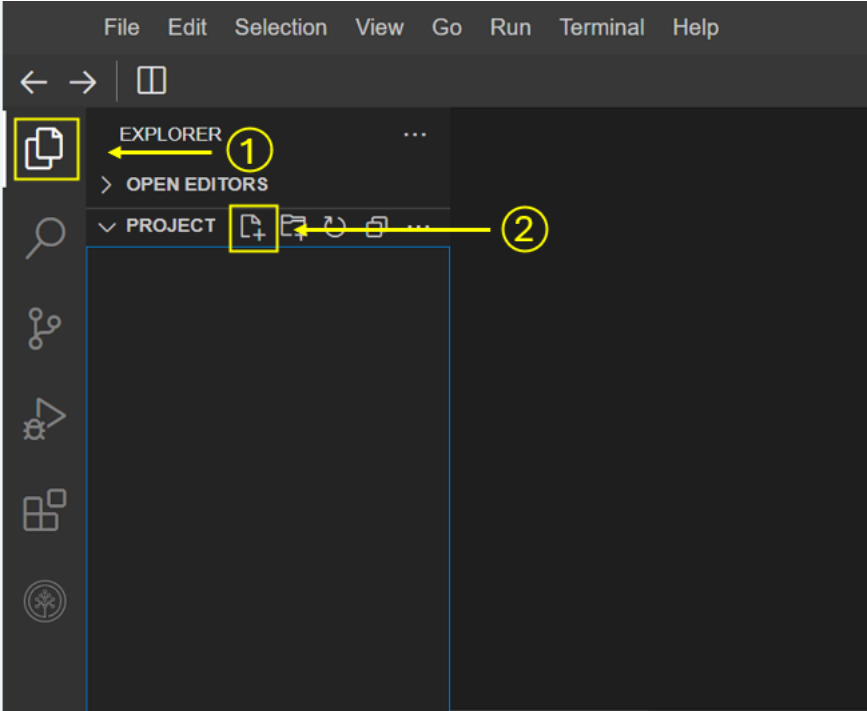 File Edit Selection View Go Run Terminal Help
EXPLORER
1
OPEN EDITORS
PROJECT
2